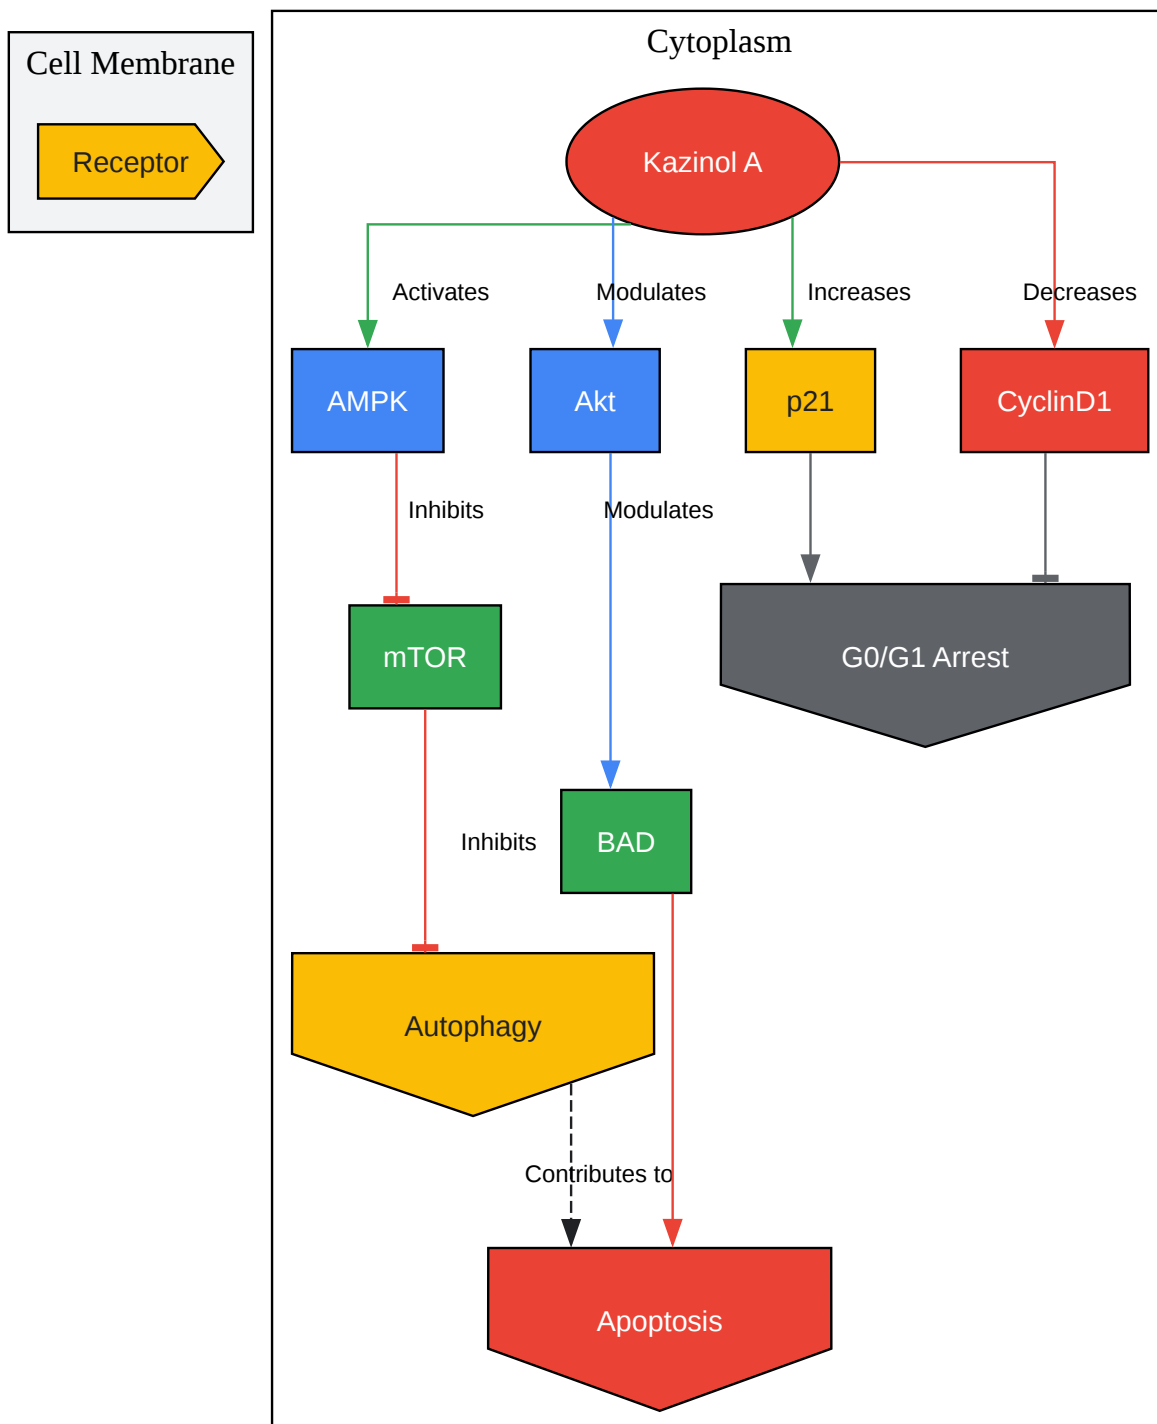 Cell Membrane
Receptor
Cytoplasm
Kazinol A
Activates
Modulates
Increases
Decreases
AMPK
Akt
p21
CyclinD1
Inhibits
Modulates
mTOR
G0/G1 Arrest
Inhibits
BAD
Autophagy
Contributes to
Apoptosis